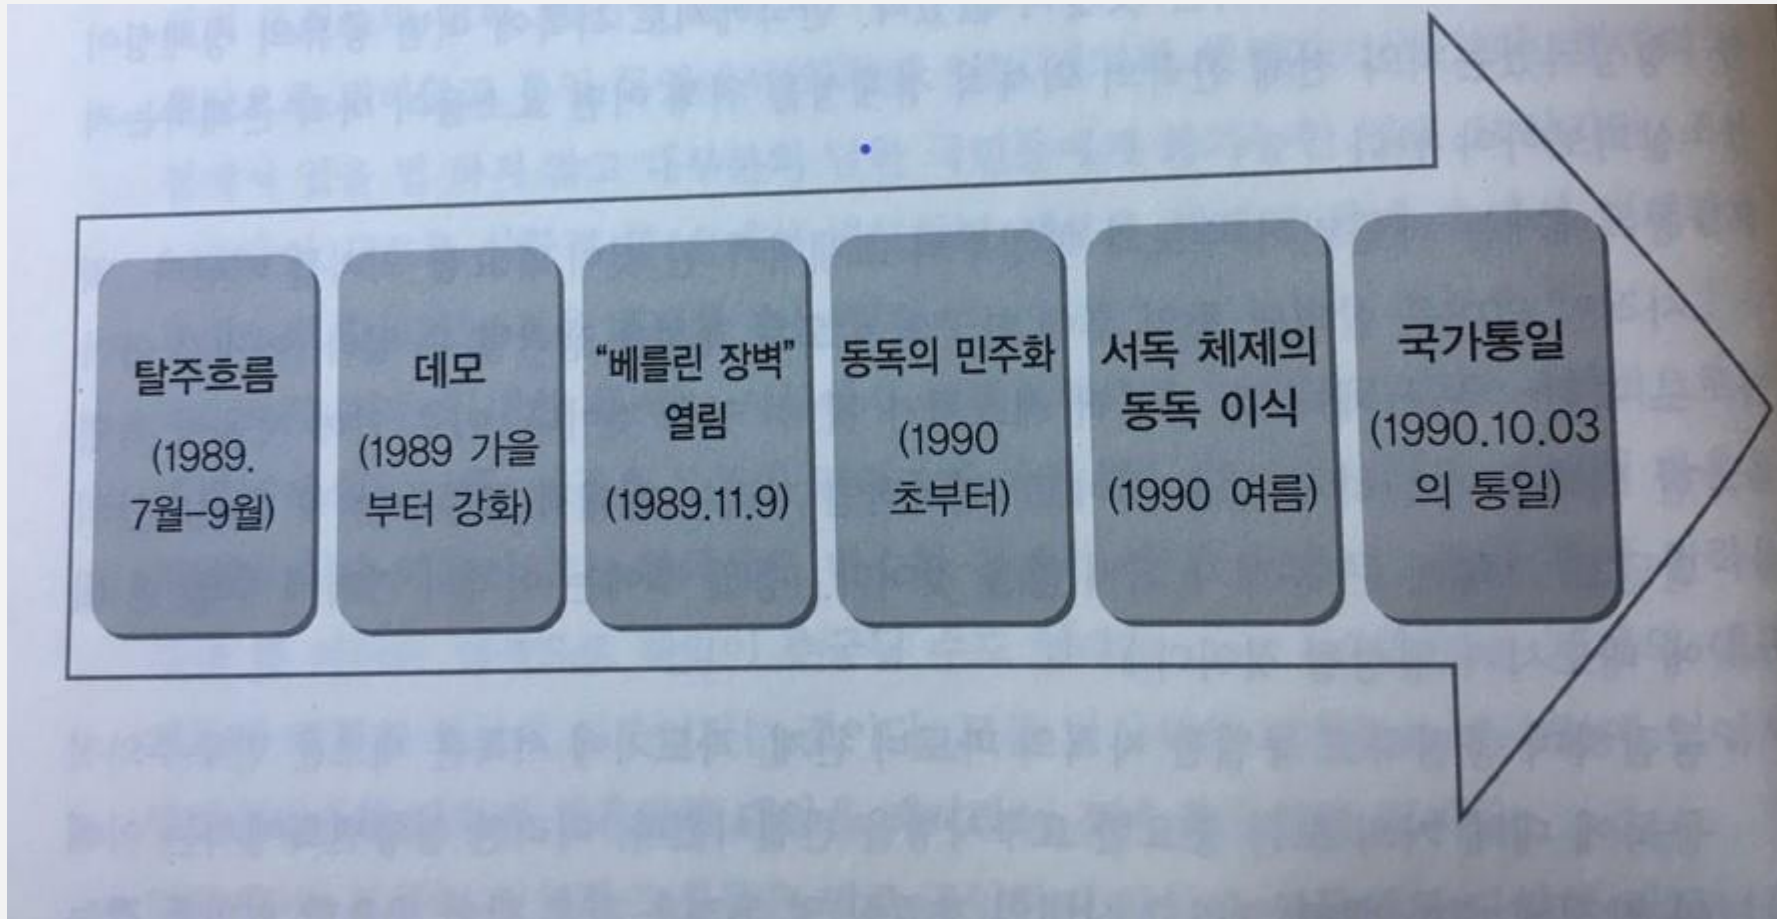 탈주흐름
(1989.
7월-9월)
데모
(1989 가을
부터 강화)
“베를린 장벽”
열림
(1989.11.9)
동독의 민주화
(1990
초부터)
서독 체제의
동독 이식
(1990 여름)
국가통일
(1990.10.03
의 통일)